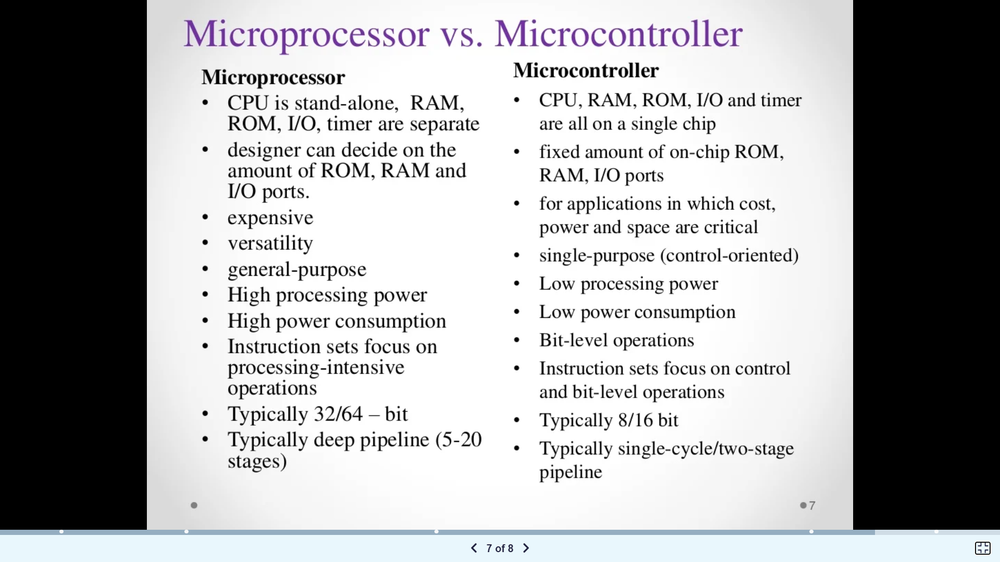 Microprocessor vs. Microcontroller
Microprocessor
• CPU is stand-alone, RAM,
ROM, I/O, timer are separate
• designer can decide on the
amount of ROM, RAM and
I/O ports.
• expensive
• versatility
• general-purpose
• High processing power
• High power consumption
• Instruction sets focus on
processing-intensive
operations
• Typically 32/64 – bit
• Typically deep pipeline (5-20
stages)
Microcontroller
• CPU, RAM, ROM, I/O and timer
are all on a single chip
• fixed amount of on-chip ROM,
RAM, I/O ports
• for applications in which cost,
power and space are critical
• single-purpose (control-oriented)
• Low processing power
• Low power consumption
• Bit-level operations
• Instruction sets focus on control
and bit-level operations
• Typically 8/16 bit
• Typically single-cycle/two-stage
pipeline
7
7 of 8